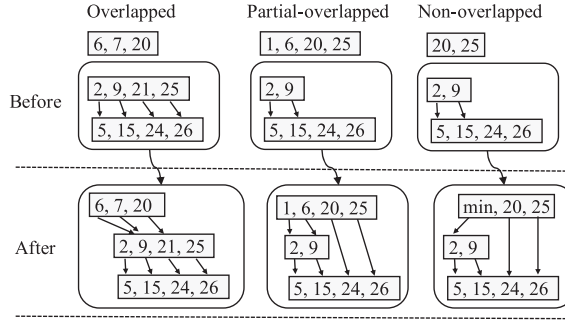 Overlapped Partial-overlapped Non-overlapped
6, 7, 20 1, 6, 20, 25 20, 25
Before
2, 9, 21, 25 2, 9 2, 9
5, 15, 24, 26 5, 15, 24, 26 5, 15, 24, 26
After
6, 7, 20 1, 6, 20, 25 min, 20, 25
2, 9, 21, 25 2, 9 2, 9
5, 15, 24, 26 5, 15, 24, 26 5, 15, 24, 26